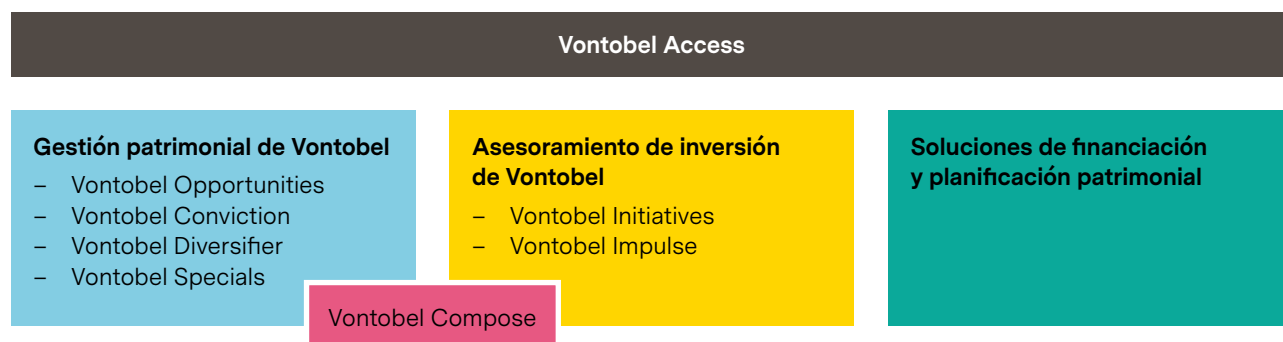 Vontobel Access
Gestión patrimonial de Vontobel
– Vontobel Opportunities
– Vontobel Conviction
– Vontobel Diversifier
– Vontobel Specials
Asesoramiento de inversión
de Vontobel
– Vontobel Initiatives
– Vontobel Impulse
Soluciones de financiación
y planificación patrimonial
Vontobel Compose